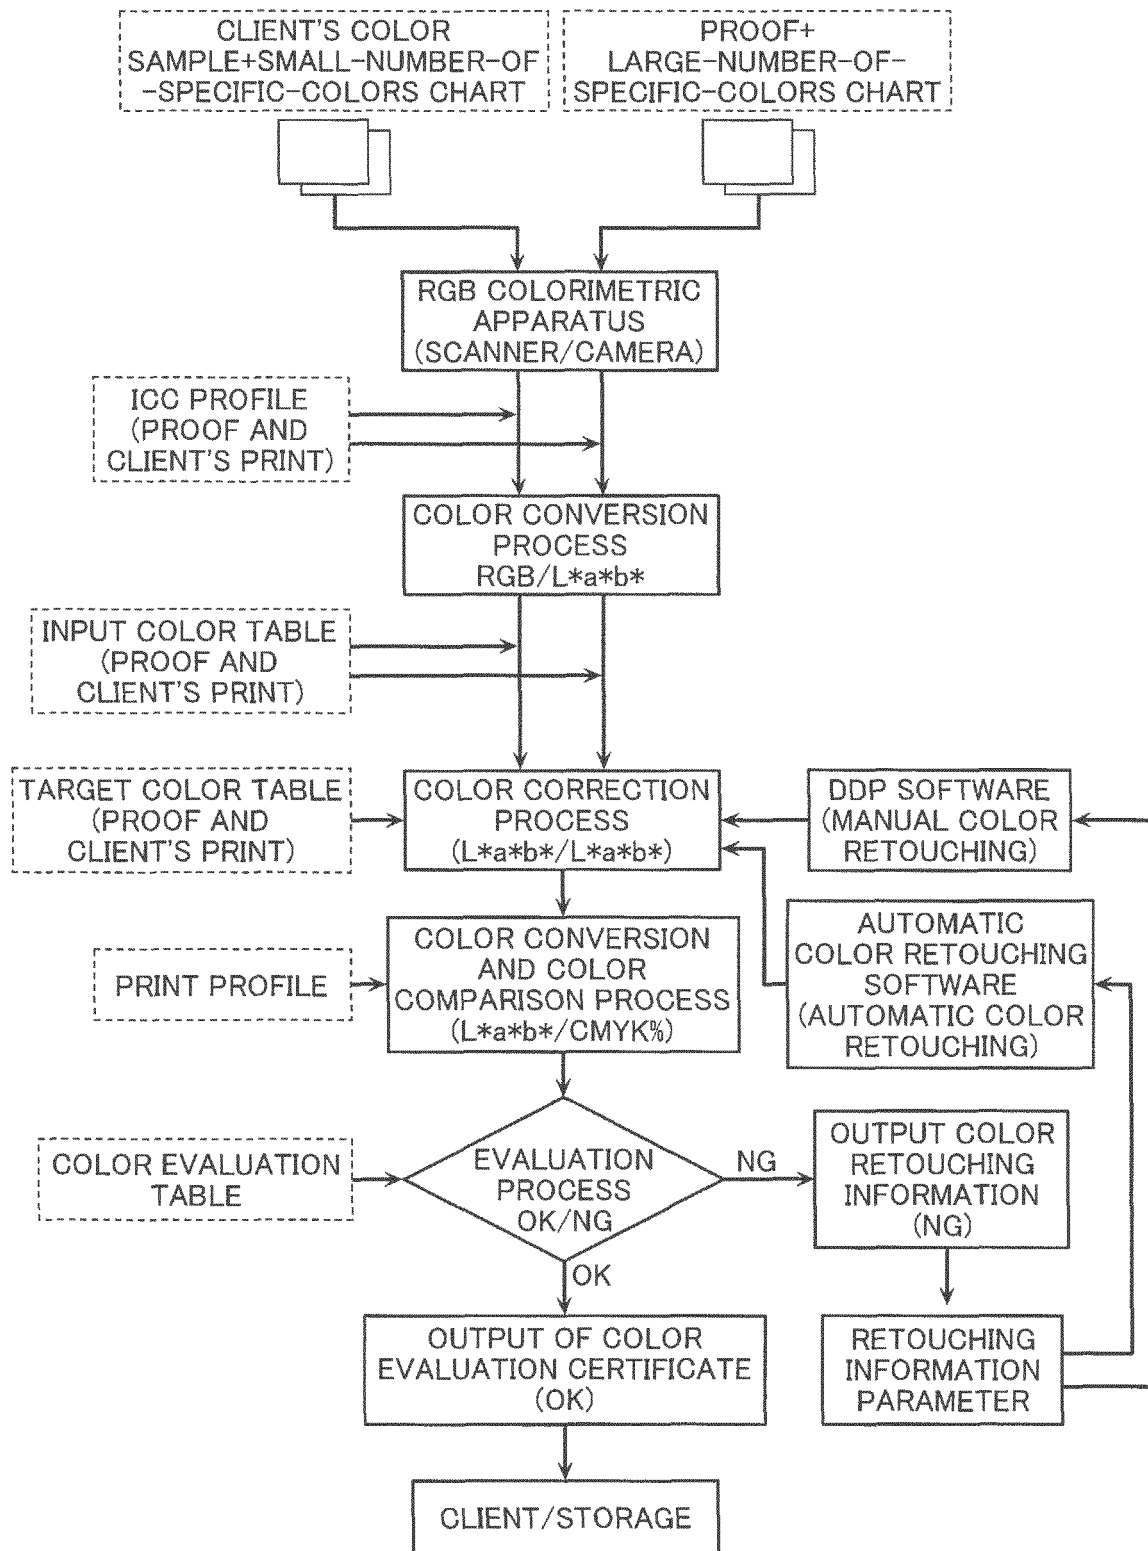 CLIENT'S COLOR
SAMPLE+SMALL-NUMBER-OF
-SPECIFIC-COLORS CHART
PROOF+
LARGE-NUMBER-OF-
SPECIFIC-COLORS CHART
RGB COLORIMETRIC
APPARATUS
(SCANNER/CAMERA)
ICC PROFILE
(PROOF AND
CLIENT'S PRINT)
COLOR CONVERSION
PROCESS
RGB/L*a*b*
INPUT COLOR TABLE
(PROOF AND
CLIENT'S PRINT)
TARGET COLOR TABLE
(PROOF AND
CLIENT'S PRINT)
COLOR CORRECTION
PROCESS
(L*a*b*/L*a*b*)
DDP SOFTWARE
(MANUAL COLOR
RETOUCHING)
PRINT PROFILE
COLOR CONVERSION
AND COLOR
COMPARISON PROCESS
(L*a*b*/CMYK%)
AUTOMATIC
COLOR RETOUCHING
SOFTWARE
(AUTOMATIC COLOR
RETOUCHING)
COLOR EVALUATION
TABLE
EVALUATION
PROCESS
OK/NG
NG
OUTPUT COLOR
RETOUCHING
INFORMATION
(NG)
OK
OUTPUT OF COLOR
EVALUATION CERTIFICATE
(OK)
RETOUCHING
INFORMATION
PARAMETER
CLIENT/STORAGE